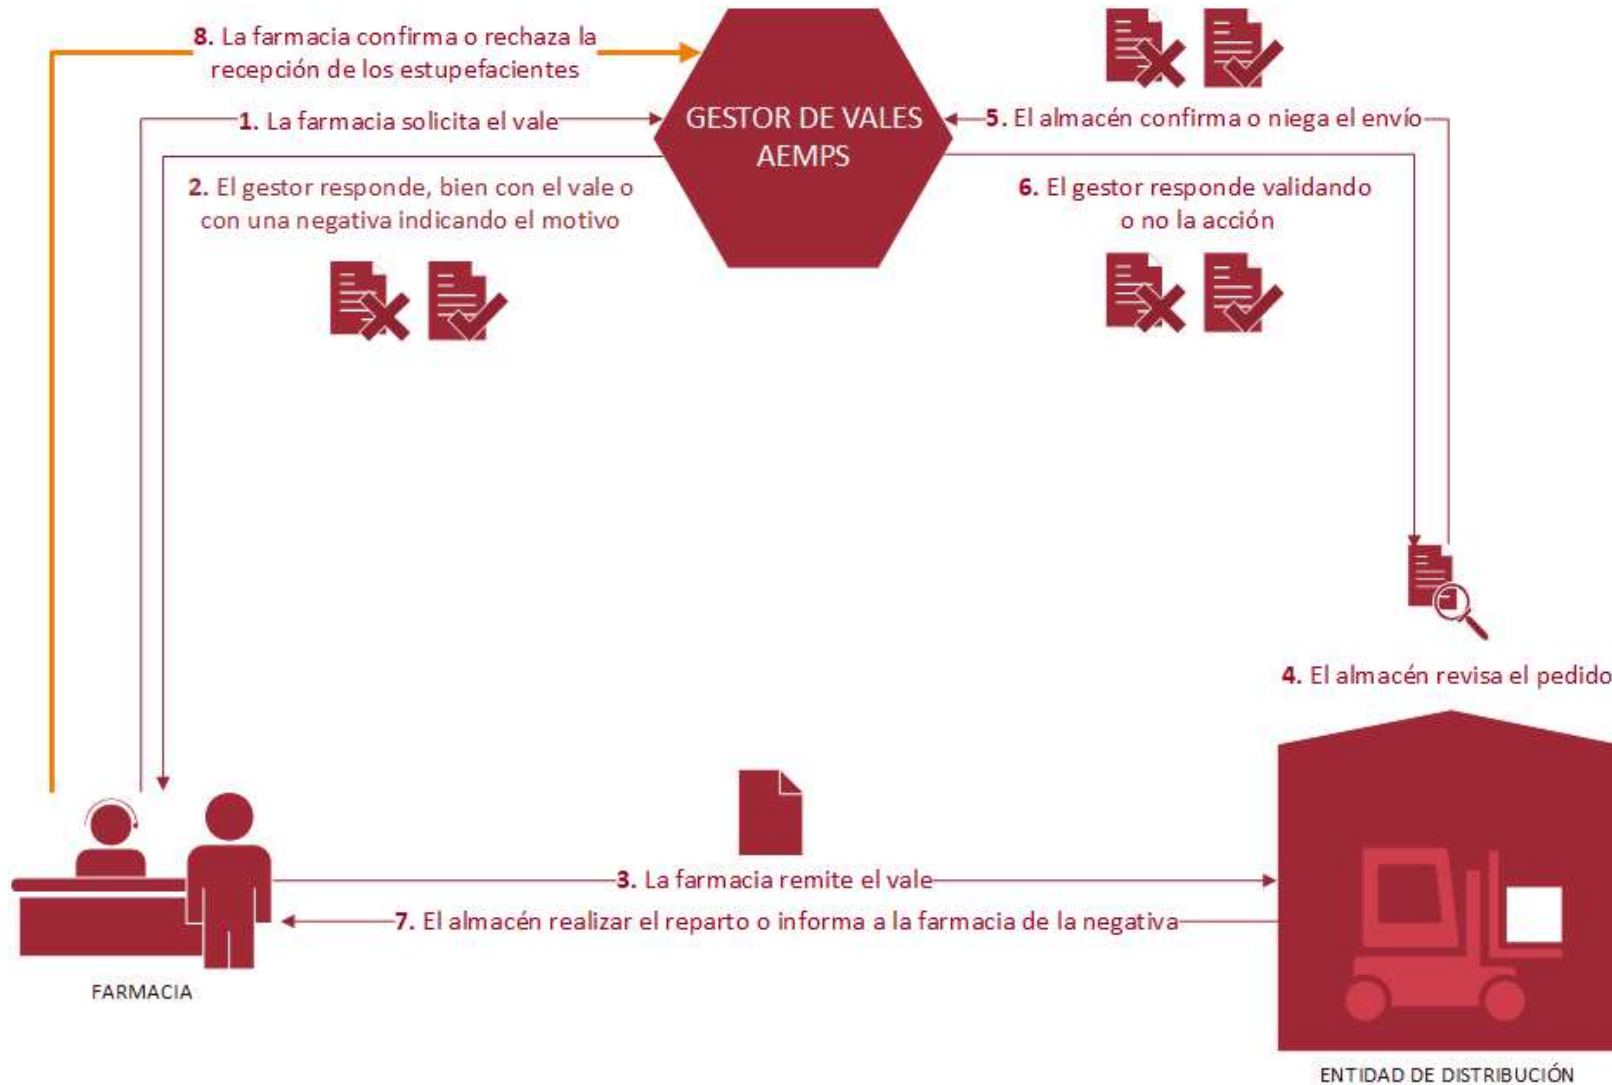 8. La farmacia confirma o rechaza la
recepción de los estupefacientes
1. La farmacia solicita el vale
GESTOR DE VALES
AEMPS
5. El almacén confirma o niega el envío
2. El gestor responde, bien con el vale o
con una negativa indicando el motivo
6. El gestor responde validando
o no la acción
4. El almacén revisa el pedido
3. La farmacia remite el vale
7. El almacén realizar el reparto o informa a la farmacia de la negativa
FARMACIA
ENTIDAD DE DISTRIBUCIÓN